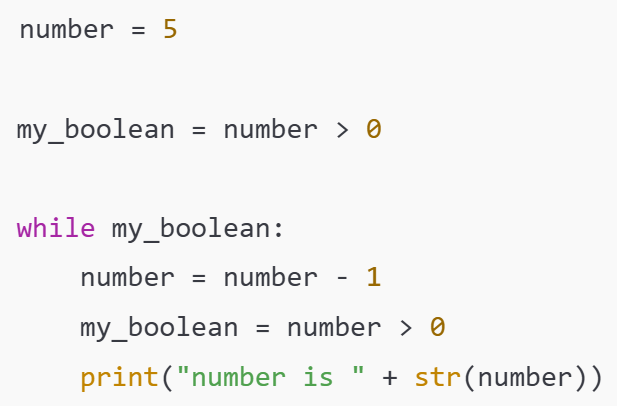 number = 5
my_boolean = number > 0
while my_boolean:
    number = number - 1
    my_boolean = number > 0
    print("number is " + str(number))